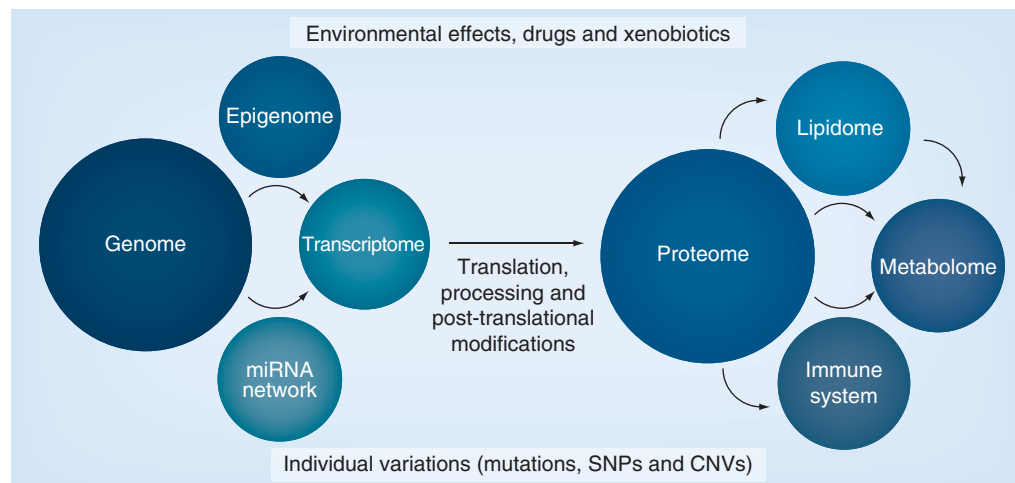 Environmental effects, drugs and xenobiotics
Epigenome
Genome
Transcriptome
miRNA
network
Translation,
processing and
post-translational
modifications
Lipidome
Proteome
Metabolome
Immune
system
Individual variations (mutations, SNPs and CNVs)